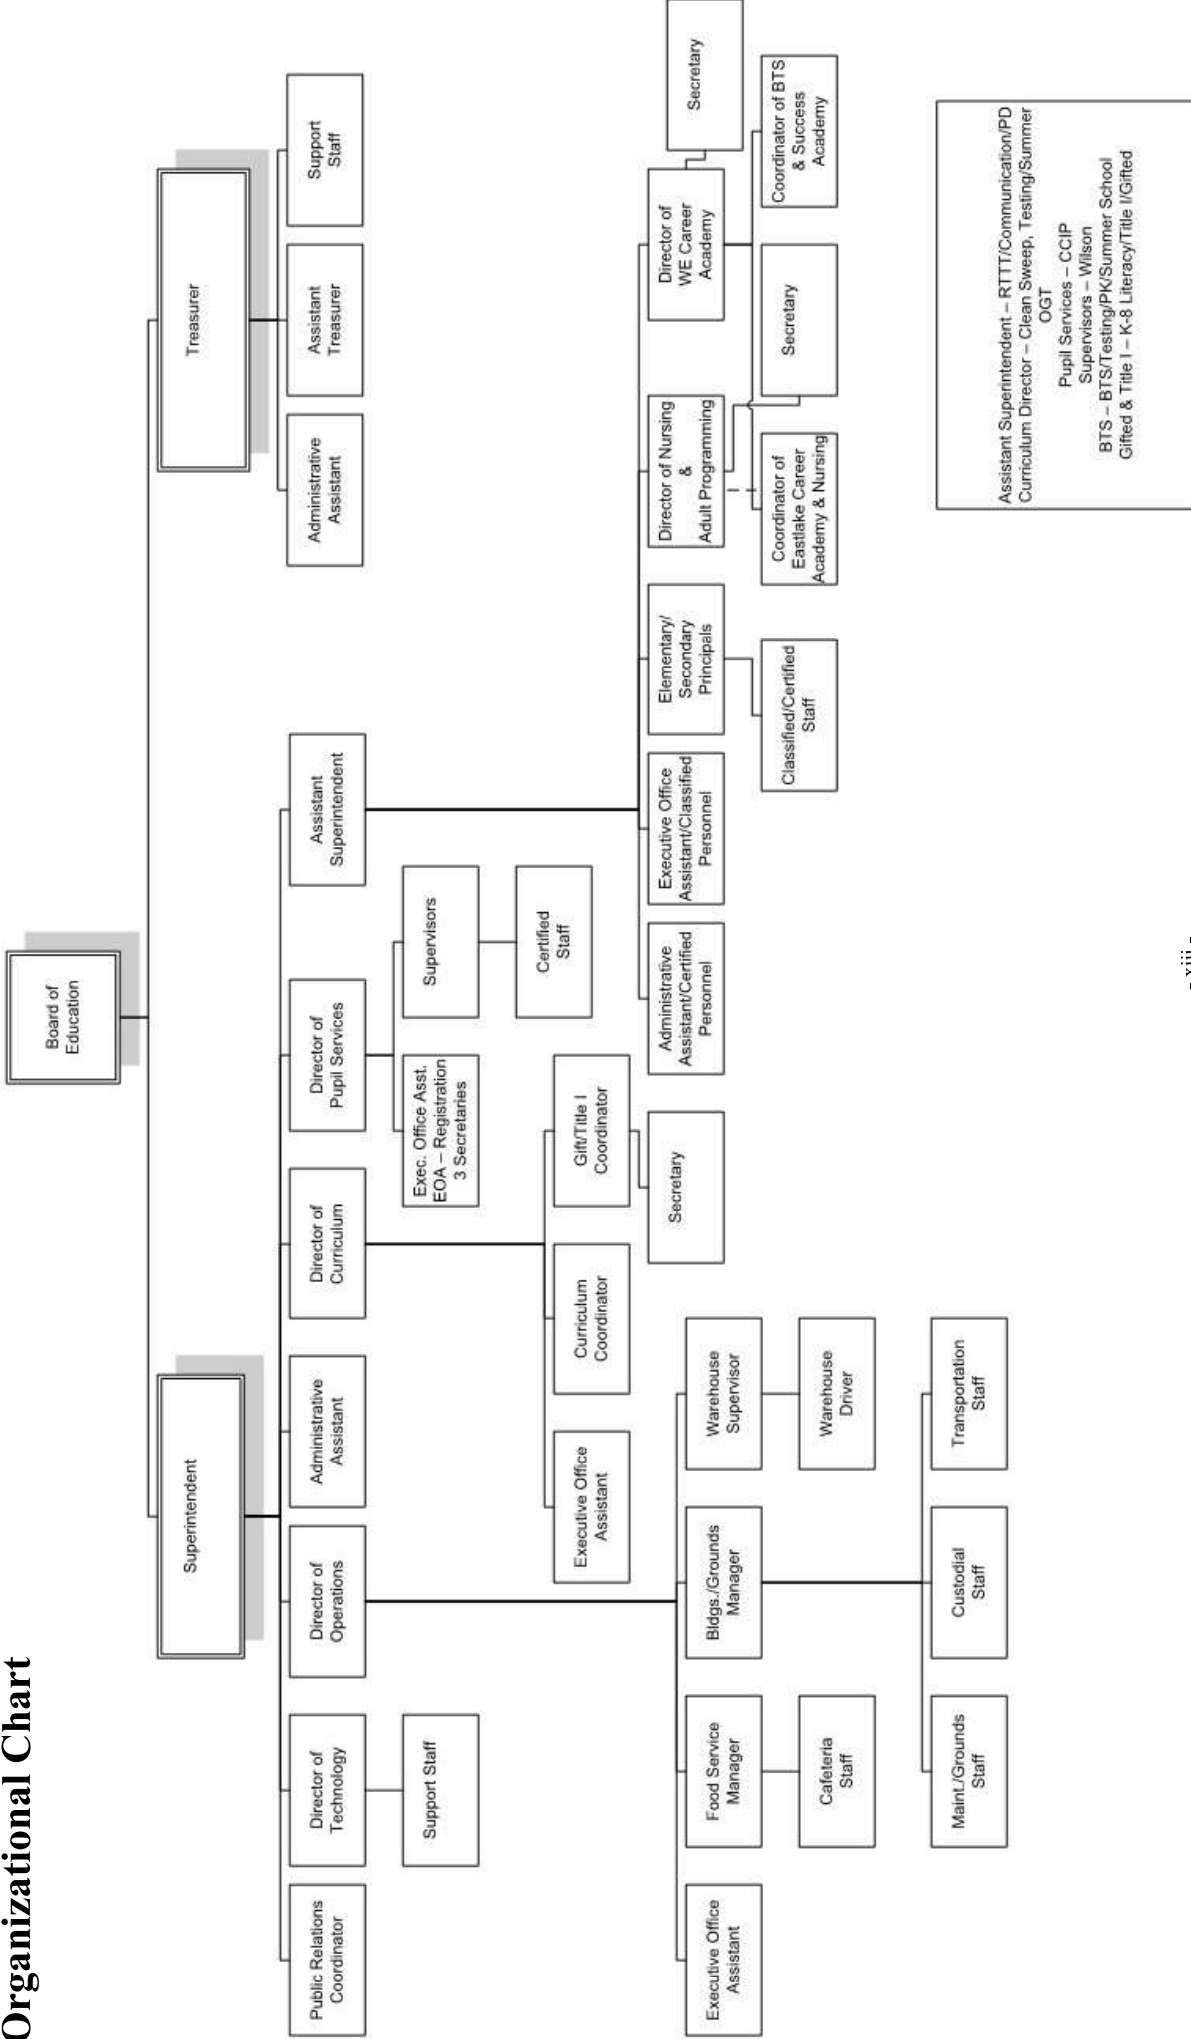 Organizational Chart
Board of
Education
Superintendent
Treasurer
Public Relations
Coordinator
Director of
Technology
Director of
Operations
Administrative
Assistant
Director of
Curriculum
Director of
Pupil Services
Assistant
Superintendent
Administrative
Assistant
Assistant
Treasurer
Support
Staff
Support Staff
Exec. Office Asst.
EOA – Registration
3 Secretaries
Supervisors
Certified
Staff
Executive Office
Assistant
Curriculum
Coordinator
Gift/Title I
Coordinator
Secretary
Administrative
Assistant/Certified
Personnel
Executive Office
Assistant/Classified
Personnel
Elementary/
Secondary
Principals
Director of Nursing
&
Adult Programming
Director of
WE Career
Academy
Secretary
Classified/Certified
Staff
Coordinator of
Eastlake Career
Academy & Nursing
Secretary
Coordinator of BTS
& Success
Academy
Executive Office
Assistant
Food Service
Manager
Bldgs./Grounds
Manager
Warehouse
Supervisor
Cafeteria
Staff
Warehouse
Driver
Maint./Grounds
Staff
Custodial
Staff
Transportation
Staff
Assistant Superintendent – RTTT/Communication/PD
Curriculum Director – Clean Sweep, Testing/Summer
OGT
Pupil Services – CCIP
Supervisors – Wilson
BTS – BTS/Testing/PK/Summer School
Gifted & Title I – K-8 Literacy/Title I/Gifted
- xiii -